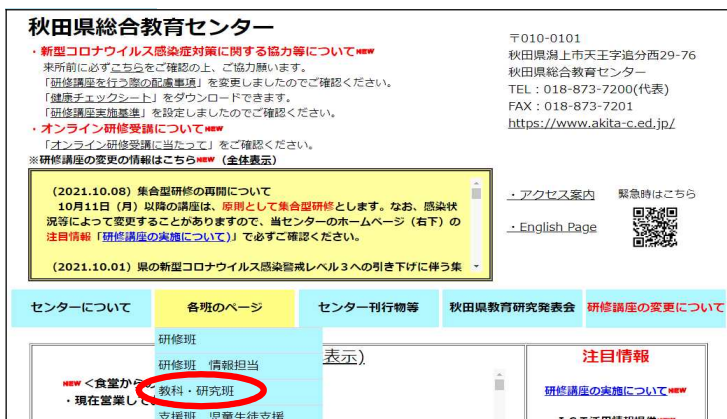 秋田県総合教育センター
・新型コロナウイルス感染症対策に関する協力等についてNEW
来所前に必ずこちらをご確認の上、ご協力願います。
「研修講座を行う際の配慮事項」を変更しましたのでご確認ください。
「健康チェックシート」をダウンロードできます。
「研修講座実施基準」を設定しましたのでご確認ください。
・オンライン研修受講についてNEW
「オンライン研修受講に当たって」をご確認ください。
※研修講座の変更の情報はこちらNEW（全体表示）
〒010-0101
秋田県潟上市天王字追分西29-76
秋田県総合教育センター
TEL：018-873-7200(代表)
FAX：018-873-7201
https://www.akita-c.ed.jp/
（2021.10.08）集合型研修の再開について
10月11日（月）以降の講座は、原則として集合型研修とします。なお、感染状
況等によって変更することがありますので、当センターのホームページ（右下）の
注目情報「研修講座の実施について)」で必ずご確認ください。
（2021.10.01）県の新型コロナウイルス感染警戒レベル３への引き下げに伴う集
・アクセス案内 緊急時はこちら
・English Page
センターについて 各班のページ センター刊行物等 秋田県教育研究発表会 研修講座の変更について
研修班
研修班 情報担当
教科・研究班
支援班 児童生徒支援
表示)
NEW <食堂から
・現在営業して
注目情報
研修講座の実施についてNEW